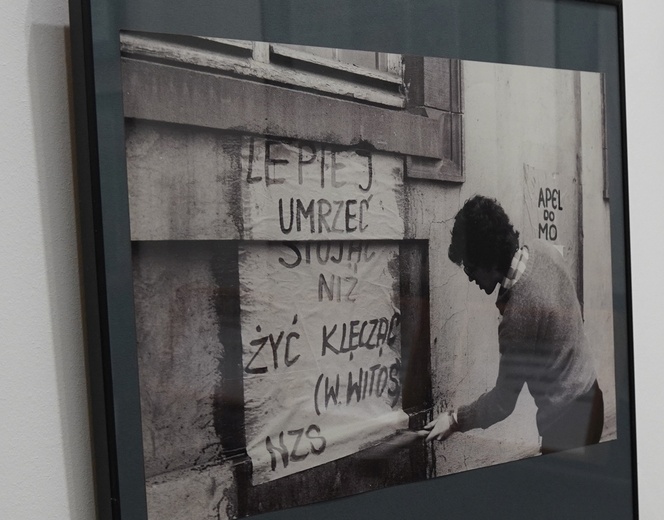 LEPIEJ
UMRZEĆ
STOJĄC
NIŻ
ŻYĆ KLĘCZĄC
(W. WITOS
NZS
APEL
DO
MO